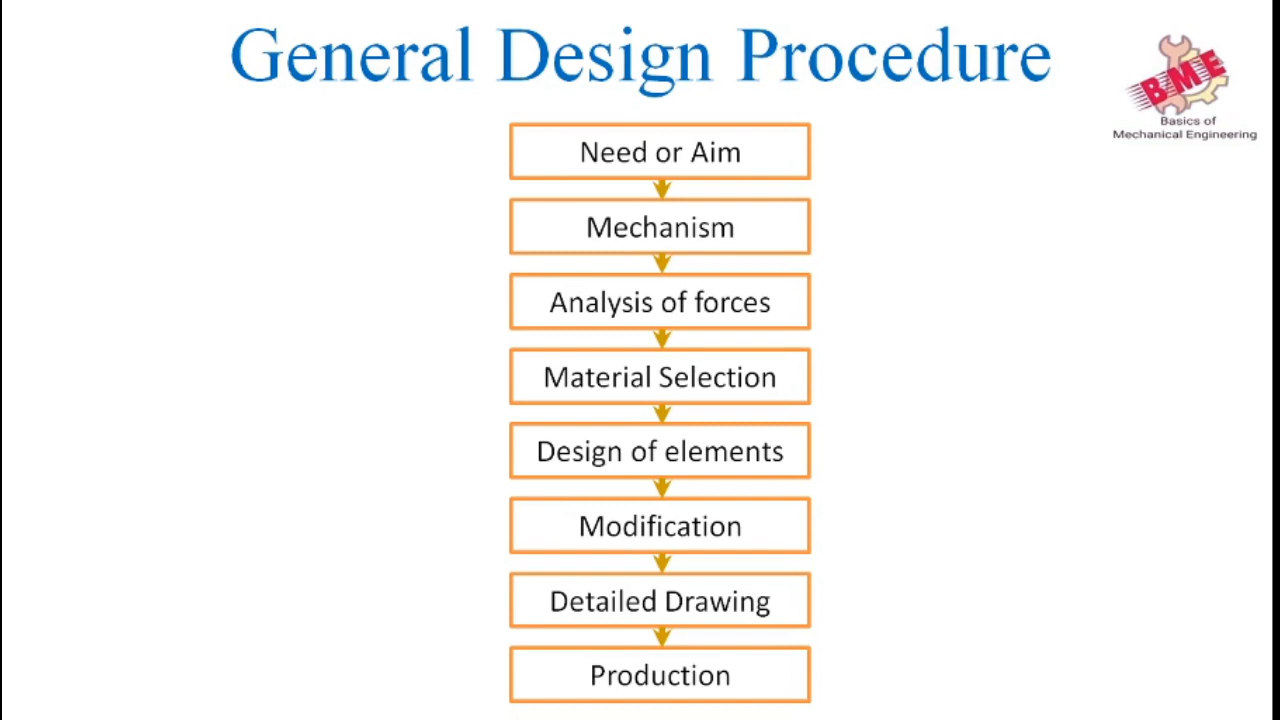 General Design Procedure
BME
Basics of
Mechanical Engineering
Need or Aim
Mechanism
Analysis of forces
Material Selection
Design of elements
Modification
Detailed Drawing
Production